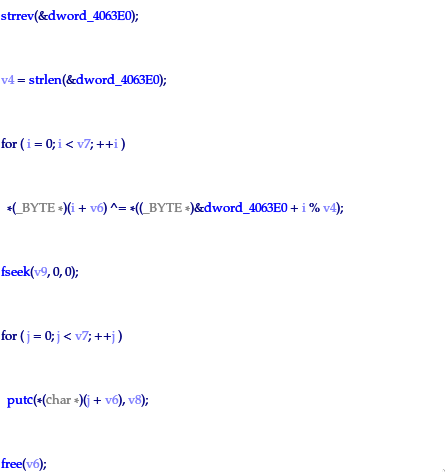 strrev(&dword_4063E0);
v4 = strlen(&dword_4063E0);
for ( i = 0; i < v7; ++i )
*(_BYTE *)(i + v6) ^= *((_BYTE *)&dword_4063E0 + i % v4);
fseek(v9, 0, 0);
for ( j = 0; j < v7; ++j )
putc(*(char *)(j + v6), v8);
free(v6);